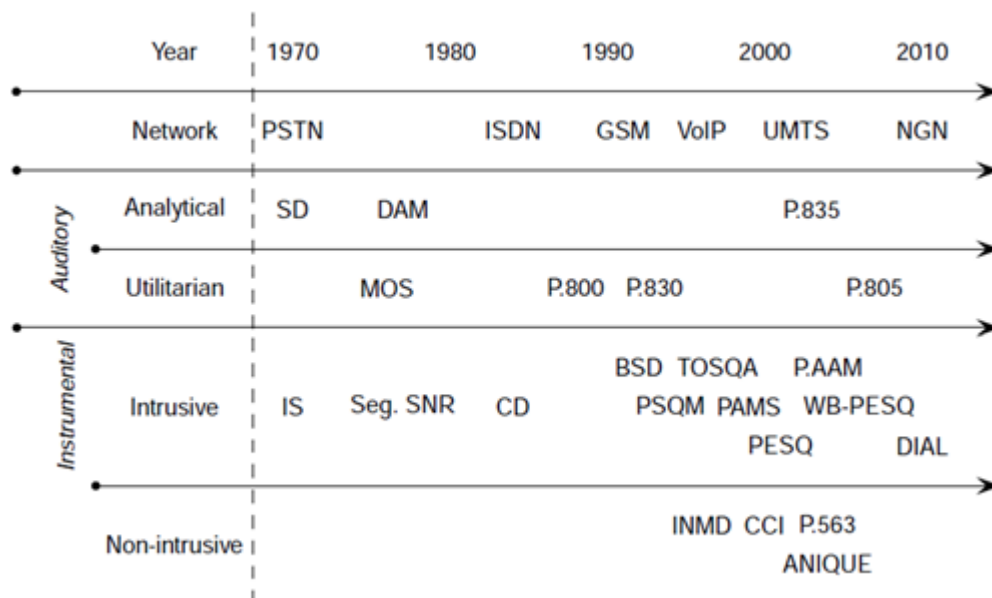 Year 1970 1980 1990 2000 2010
Network PSTN ISDN GSM VoIP UMTS NGN
Auditory
Analytical SD DAM P.835
Utilitarian MOS P.800 P.830 P.805
Instrumental
BSD TOSQA P.AAM
Intrusive IS Seg. SNR CD PSQM PAMS WB-PESQ
PESQ DIAL
INMD CCI P.563
Non-intrusive
ANIQUE